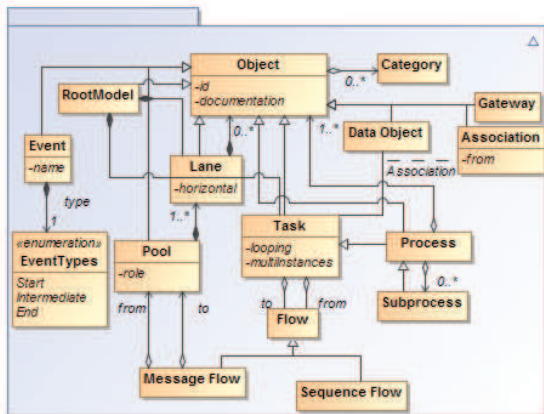 Object
-id
-documentation
Category
0..*
RootModel
Gateway
Event
-name
Lane
-horizontal
0..*
1..*
Data Object
Association
-from
Association
type
1
«enumeration»
EventTypes
Start
Intermediate
End
1..*
Pool
-role
Task
-looping
-multiInstances
Process
from
to
to
from
0..*
Subprocess
Flow
Message Flow
Sequence Flow